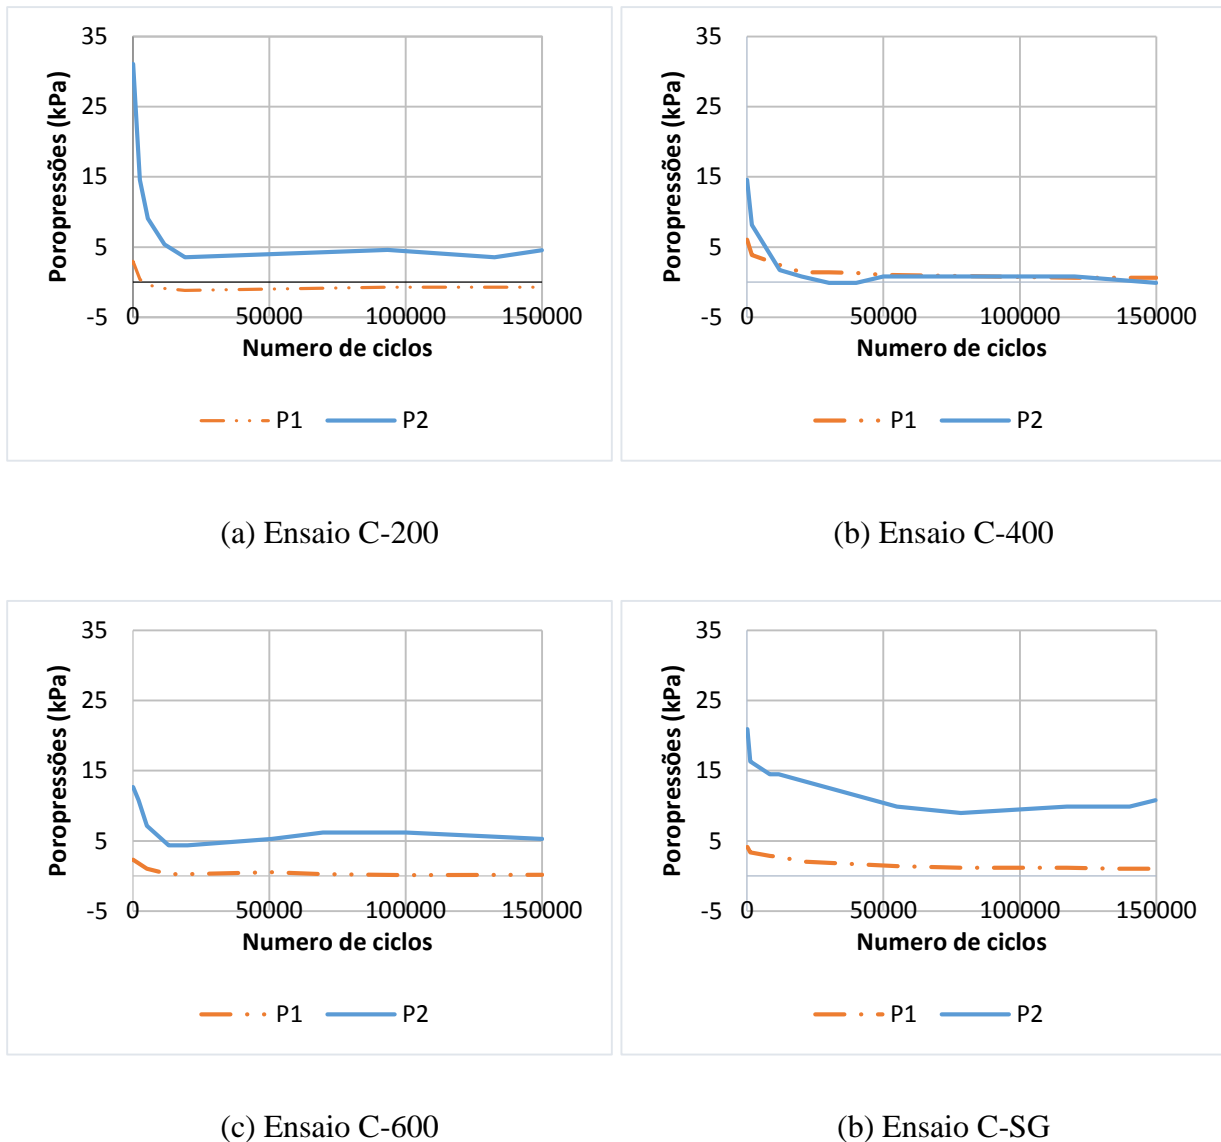 35
25
15
5
-5
Poropressões (kPa)
0 50000 100000 150000
Numero de ciclos
P1 P2
(a) Ensaio C-200
35
25
15
5
-5
Poropressões (kPa)
0 50000 100000 150000
Numero de ciclos
P1 P2
(b) Ensaio C-400
35
25
15
5
-5
Poropressões (kPa)
0 50000 100000 150000
Numero de ciclos
P1 P2
(c) Ensaio C-600
35
25
15
5
-5
Poropressões (kPa)
0 50000 100000 150000
Numero de ciclos
P1 P2
(b) Ensaio C-SG